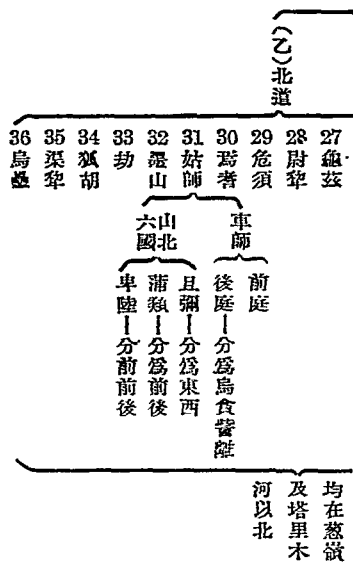 （乙）北道
27 龜茲
28 尉犂
29 危須
30 焉耆
31 姑師
車師
前庭
後庭—分爲烏食訾離
山北
六國
且彌—分爲東西
蒲類—分爲前後
卑陸—分前前後
32 墨山
33 劫
34 狐胡
35 渠犂
36 烏壘
均在葱嶺
及塔里木
河以北